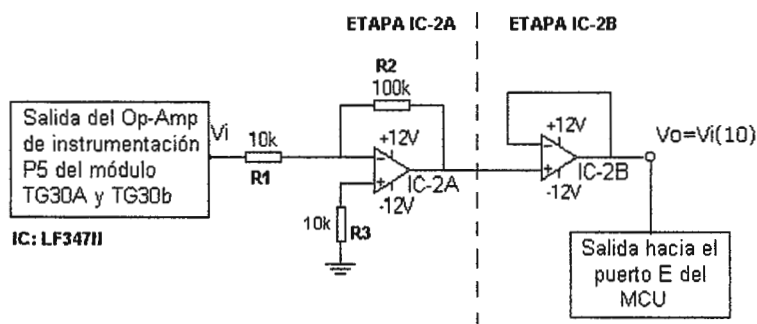 ETAPA IC-2A
ETAPA IC-2B
R2
100k
Salida del Op-Amp
de instrumentación
P5 del módulo
TG30A y TG30b
Vi
10k
R1
+12V
IC-2A
-12V
+12V
IC-2B
-12V
Vo=Vi(10)
10k
R3
IC: LF347N
Salida hacia el
puerto E del
MCU